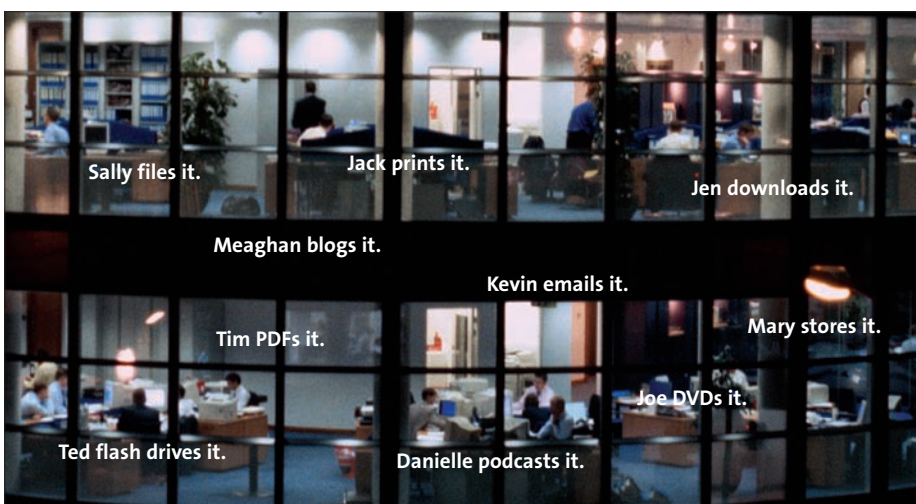 Sally files it.
Jack prints it.
Jen downloads it.
Meaghan blogs it.
Kevin emails it.
Tim PDFs it.
Mary stores it.
Joe DVDs it.
Ted flash drives it.
Danielle podcasts it.